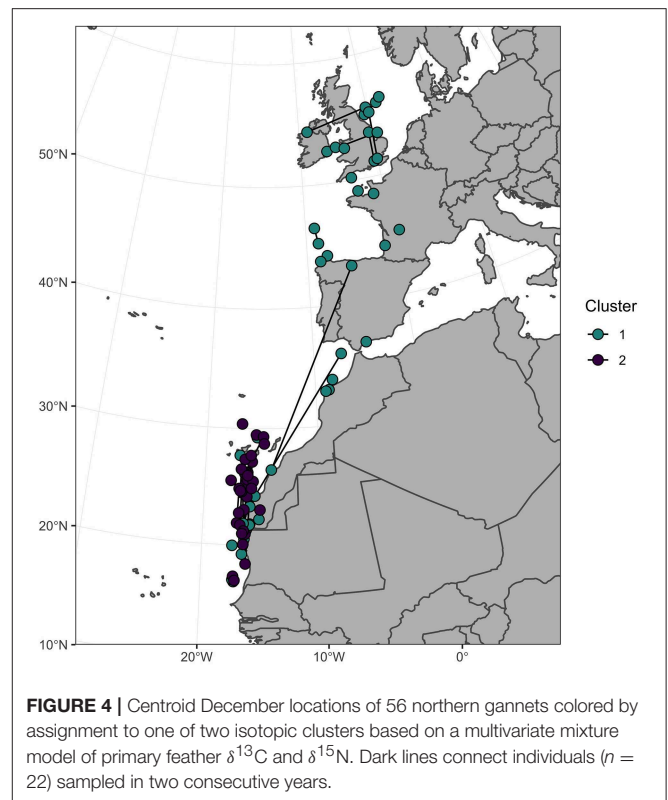 50°N
40°N
30°N
20°N
10°N
20°W 10°W 0°
Cluster
1
2
FIGURE 4 | Centroid December locations of 56 northern gannets colored by
assignment to one of two isotopic clusters based on a multivariate mixture
model of primary feather δ¹³C and δ¹⁵N. Dark lines connect individuals (n =
22) sampled in two consecutive years.